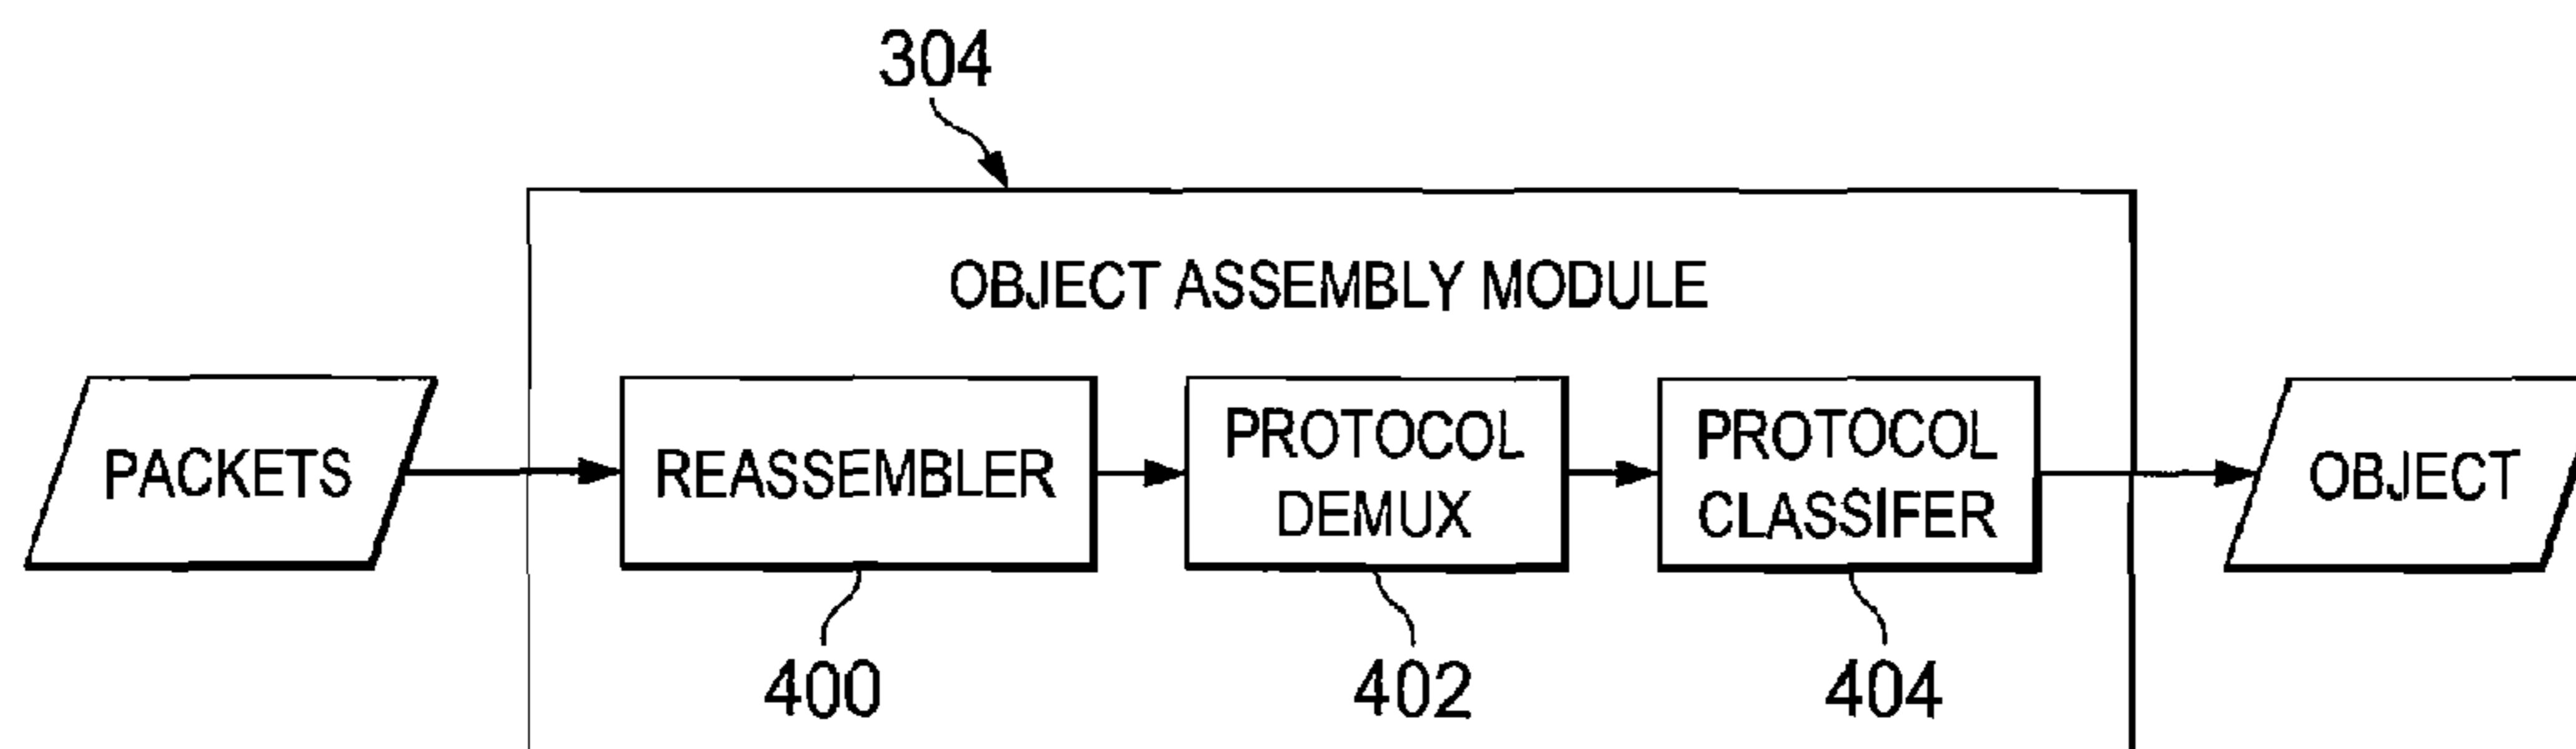 304
OBJECT ASSEMBLY MODULE
PACKETS
REASSEMBLER
PROTOCOL
DEMUX
PROTOCOL
CLASSIFER
OBJECT
400
402
404